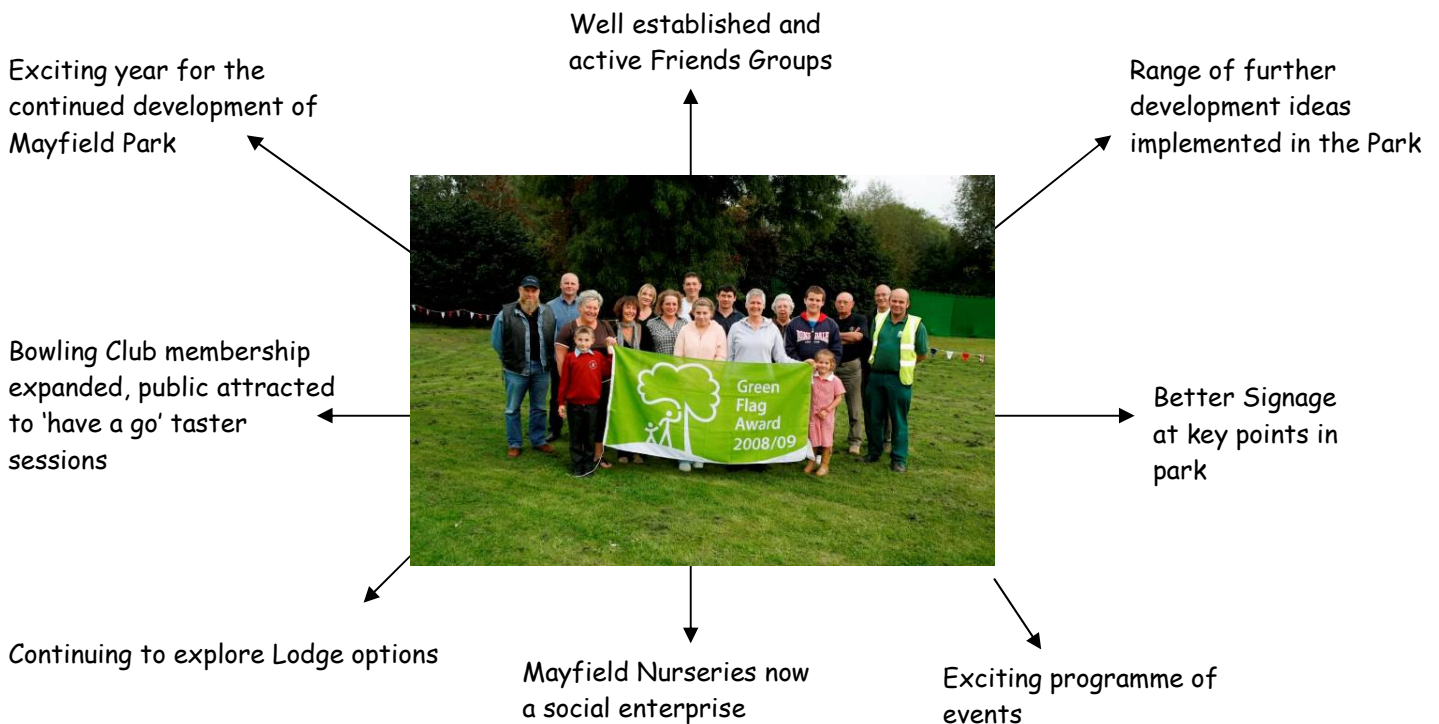 Well established and
active Friends Groups
Exciting year for the
continued development of
Mayfield Park
Range of further
development ideas
implemented in the Park
Bowling Club membership
expanded, public attracted
to ‘have a go’ taster
sessions
Green
Flag
Award
2008/09
LONSDALE
Better Signage
at key points in
park
Continuing to explore Lodge options
Mayfield Nurseries now
a social enterprise
Exciting programme of
events